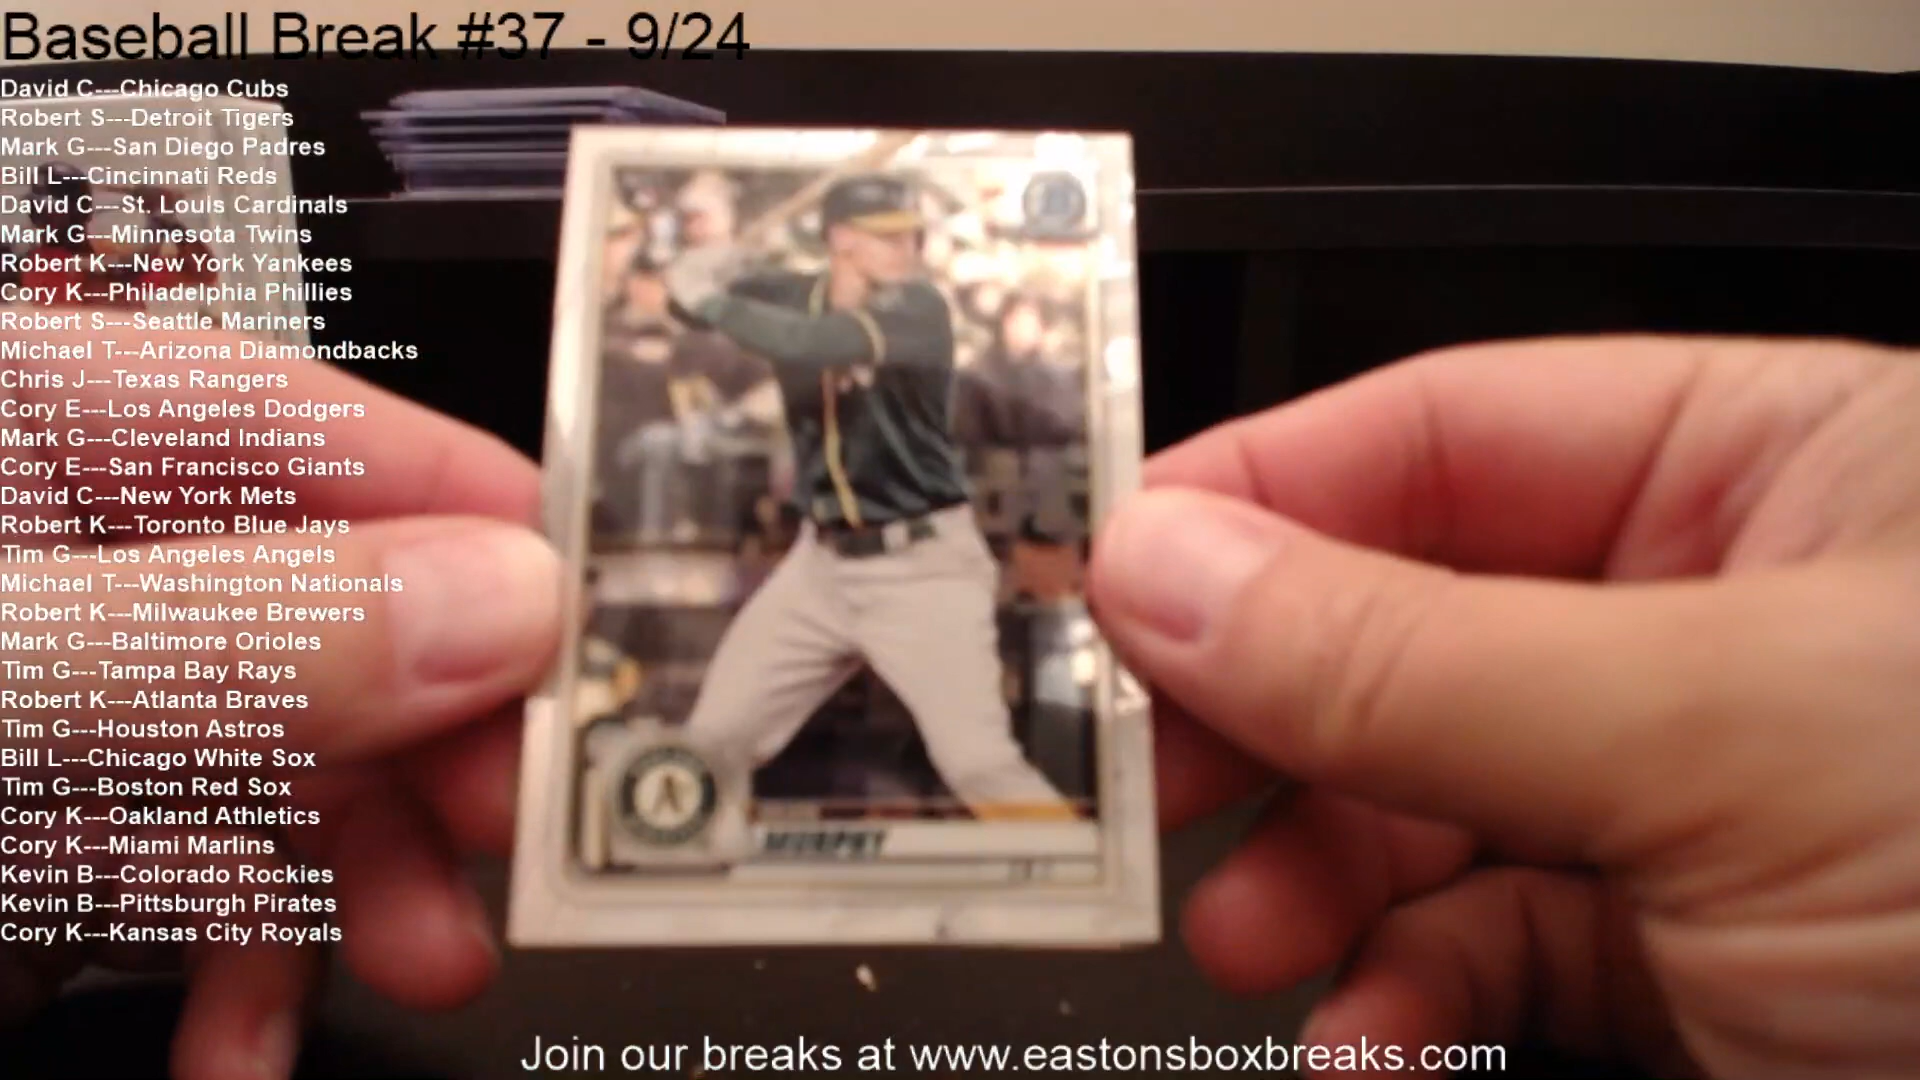 Baseball Break #37 - 9/24
David C---Chicago Cubs
Robert S---Detroit Tigers
Mark G---San Diego Padres
Bill L---Cincinnati Reds
David C---St. Louis Cardinals
Mark G---Minnesota Twins
Robert K---New York Yankees
Cory K---Philadelphia Phillies
Robert S---Seattle Mariners
Michael T---Arizona Diamondbacks
Chris J---Texas Rangers
Cory E---Los Angeles Dodgers
Mark G---Cleveland Indians
Cory E---San Francisco Giants
David C---New York Mets
Robert K---Toronto Blue Jays
Tim G---Los Angeles Angels
Michael T---Washington Nationals
Robert K---Milwaukee Brewers
Mark G---Baltimore Orioles
Tim G---Tampa Bay Rays
Robert K---Atlanta Braves
Tim G---Houston Astros
Bill L---Chicago White Sox
Tim G---Boston Red Sox
Cory K---Oakland Athletics
Cory K---Miami Marlins
Kevin B---Colorado Rockies
Kevin B---Pittsburgh Pirates
Cory K---Kansas City Royals
A's
MURPHY
Join our breaks at www.eastonsboxbreaks.com